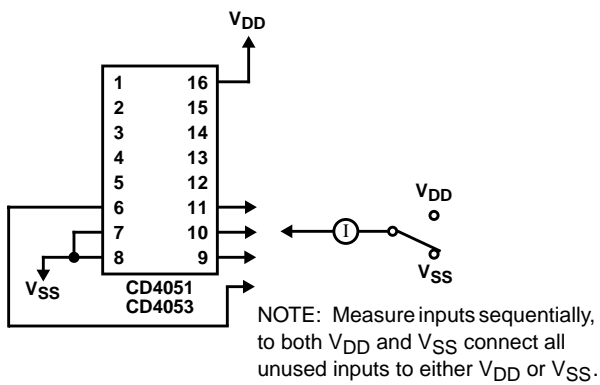 VDD
1 16
2 15
3 14
4 13
5 12
6 11
7 10
8 9
VSS
CD4051
CD4053
I
VDD
VSS
NOTE: Measure inputs sequentially,
to both VDD and VSS connect all
unused inputs to either VDD or VSS.